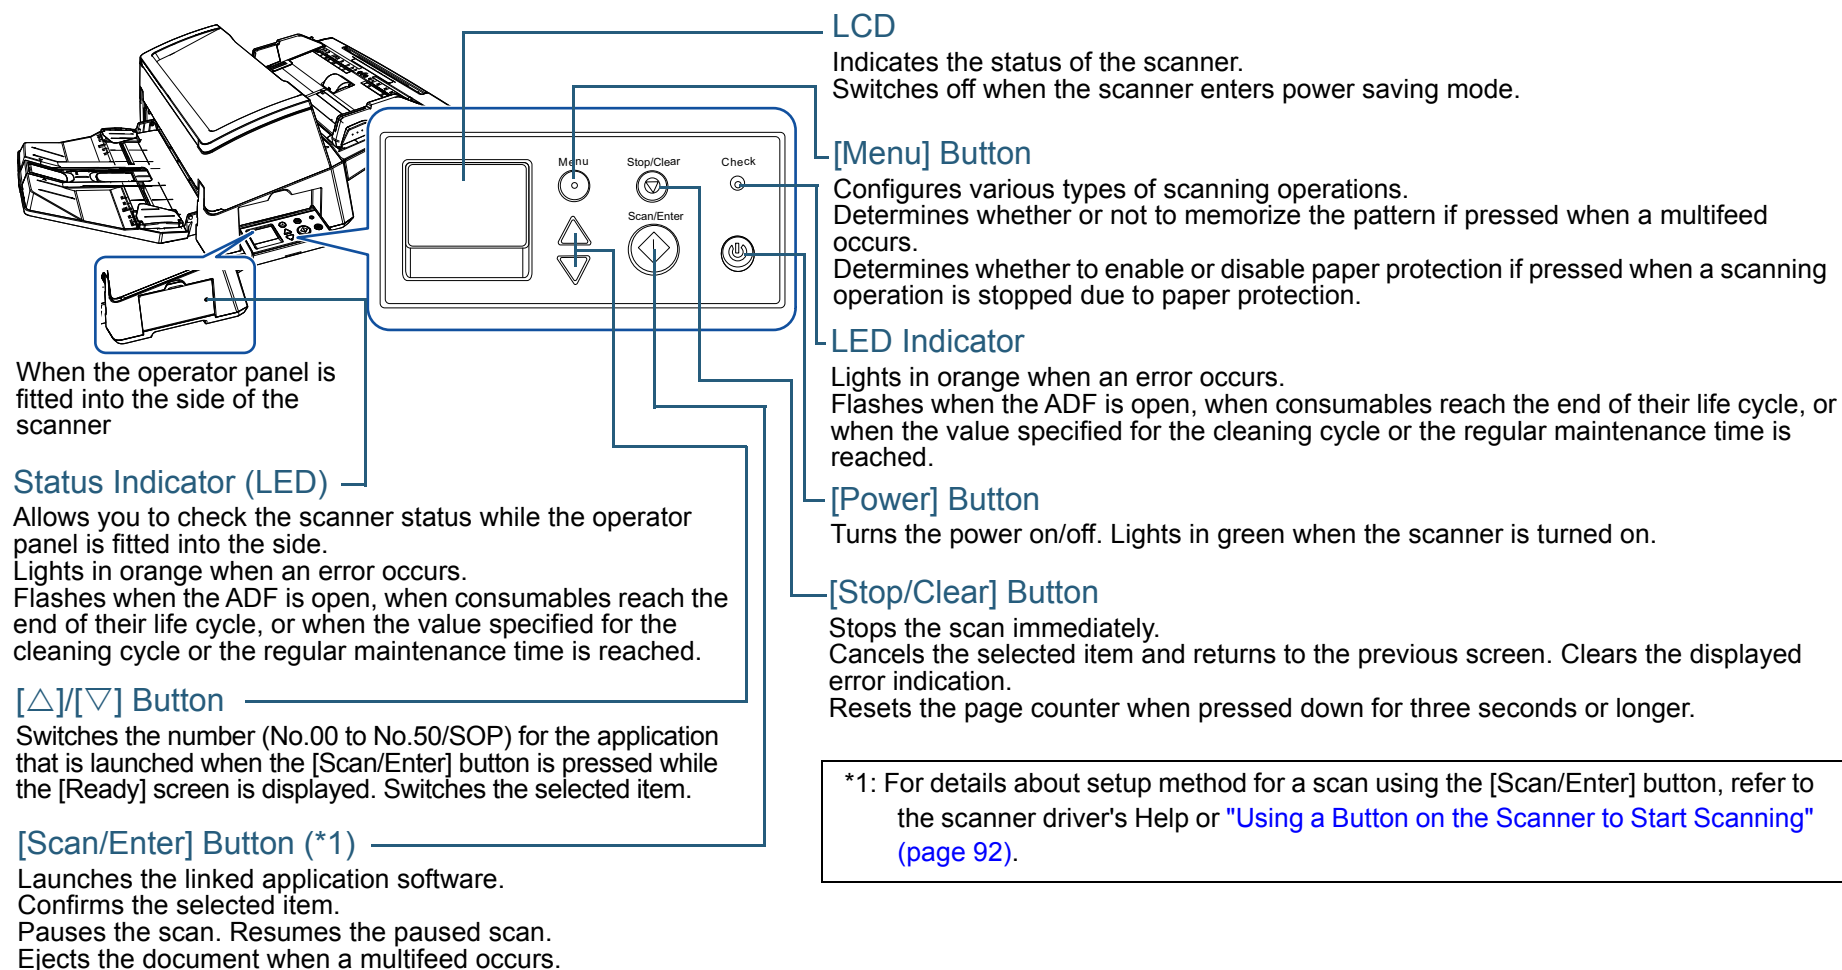 LCD
Indicates the status of the scanner.
Switches off when the scanner enters power saving mode.
[Menu] Button
Configures various types of scanning operations.
Determines whether or not to memorize the pattern if pressed when a multifeed
occurs.
Determines whether to enable or disable paper protection if pressed when a scanning
operation is stopped due to paper protection.
Menu
Stop/Clear
Check
Scan/Enter
LED Indicator
Lights in orange when an error occurs.
Flashes when the ADF is open, when consumables reach the end of their life cycle, or
when the value specified for the cleaning cycle or the regular maintenance time is
reached.
[Power] Button
Turns the power on/off. Lights in green when the scanner is turned on.
[Stop/Clear] Button
Stops the scan immediately.
Cancels the selected item and returns to the previous screen. Clears the displayed
error indication.
Resets the page counter when pressed down for three seconds or longer.
*1: For details about setup method for a scan using the [Scan/Enter] button, refer to
the scanner driver's Help or "Using a Button on the Scanner to Start Scanning"
(page 92).
When the operator panel is
fitted into the side of the
scanner
Status Indicator (LED)
Allows you to check the scanner status while the operator
panel is fitted into the side.
Lights in orange when an error occurs.
Flashes when the ADF is open, when consumables reach the
end of their life cycle, or when the value specified for the
cleaning cycle or the regular maintenance time is reached.
[△]/[▽] Button
Switches the number (No.00 to No.50/SOP) for the application
that is launched when the [Scan/Enter] button is pressed while
the [Ready] screen is displayed. Switches the selected item.
[Scan/Enter] Button (*1)
Launches the linked application software.
Confirms the selected item.
Pauses the scan. Resumes the paused scan.
Ejects the document when a multifeed occurs.